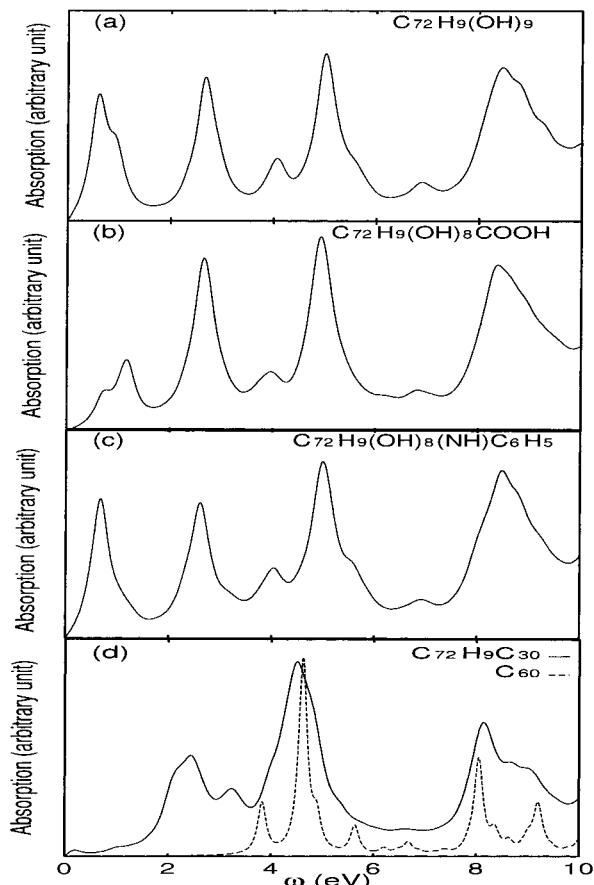 (a) C72H9(OH)9
Absorption (arbitrary unit)
(b) C72H9(OH)8COOH
Absorption (arbitrary unit)
(c) C72H9(OH)8(NH)C6H5
Absorption (arbitrary unit)
(d) C72H9C30
C60
Absorption (arbitrary unit)
0 2 4 6 8 10
ω (eV)